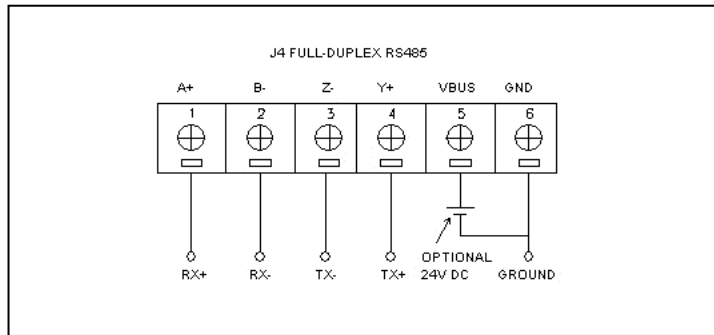 J4 FULL-DUPLEX RS485
A+ B- Z- Y+ VBUS GND
1 2 3 4 5 6
OPTIONAL
24V DC
RX+ RX- TX- TX+ GROUND